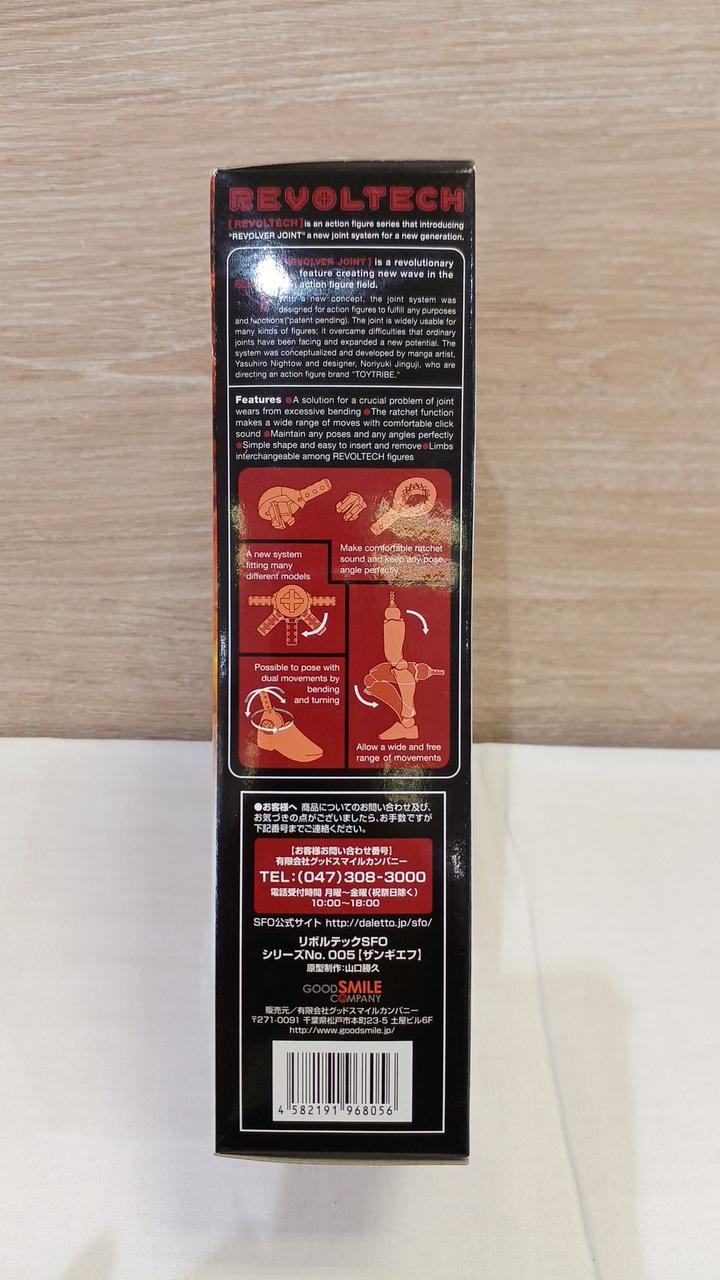 REVOLTECH
[REVOLTECH] is an action figure series that introducing
"REVOLVER JOINT" a new joint system for a new generation.
REVOLVER JOINT] is a revolutionary
feature creating new wave in the
action figure field.
With a new concept, the joint system was
designed for action figures to fulfill any purposes
and functions(*patent pending). The joint is widely usable for
many kinds of figures; it overcame difficulties that ordinary
joints have been facing and expanded a new potential. The
system was conceptualized and developed by manga artist,
Yasuhiro Nightow and designer, Noriyuki Jinguji, who are
directing an action figure brand "TOYTRIBE."
Features ●A solution for a crucial problem of joint
wears from excessive bending ●The ratchet function
makes a wide range of moves with comfortable click
sound ●Maintain any poses and any angles perfectly
●Simple shape and easy to insert and remove●Limbs
interchangeable among REVOLTECH figures
A new system
fitting many
different models
Make comfortable ratchet
sound and keep any pose,
angle perfectly.
Possible to pose with
dual movements by
bending
and turning
Allow a wide and free
range of movements
●お客様へ 商品についてのお問い合わせ及び、
お気づきの点がございましたら、お手数ですが
下記番号までご連絡ください。
【お客様お問い合わせ番号】
有限会社グッドスマイルカンパニー
TEL:(047)308-3000
電話受付時間 月曜〜金曜(祝祭日除く)
10:00〜18:00
SFO公式サイト http://daletto.jp/sfo/
リボルテックSFO
シリーズNo. 005【ザンギエフ】
原型制作:山口勝久
GOOD SMILE
COMPANY
販売元/有限会社グッドスマイルカンパニー
〒271-0091 千葉県松戸市本町23-5 土屋ビル6F
http://www.goodsmile.jp/
4 582191 968056